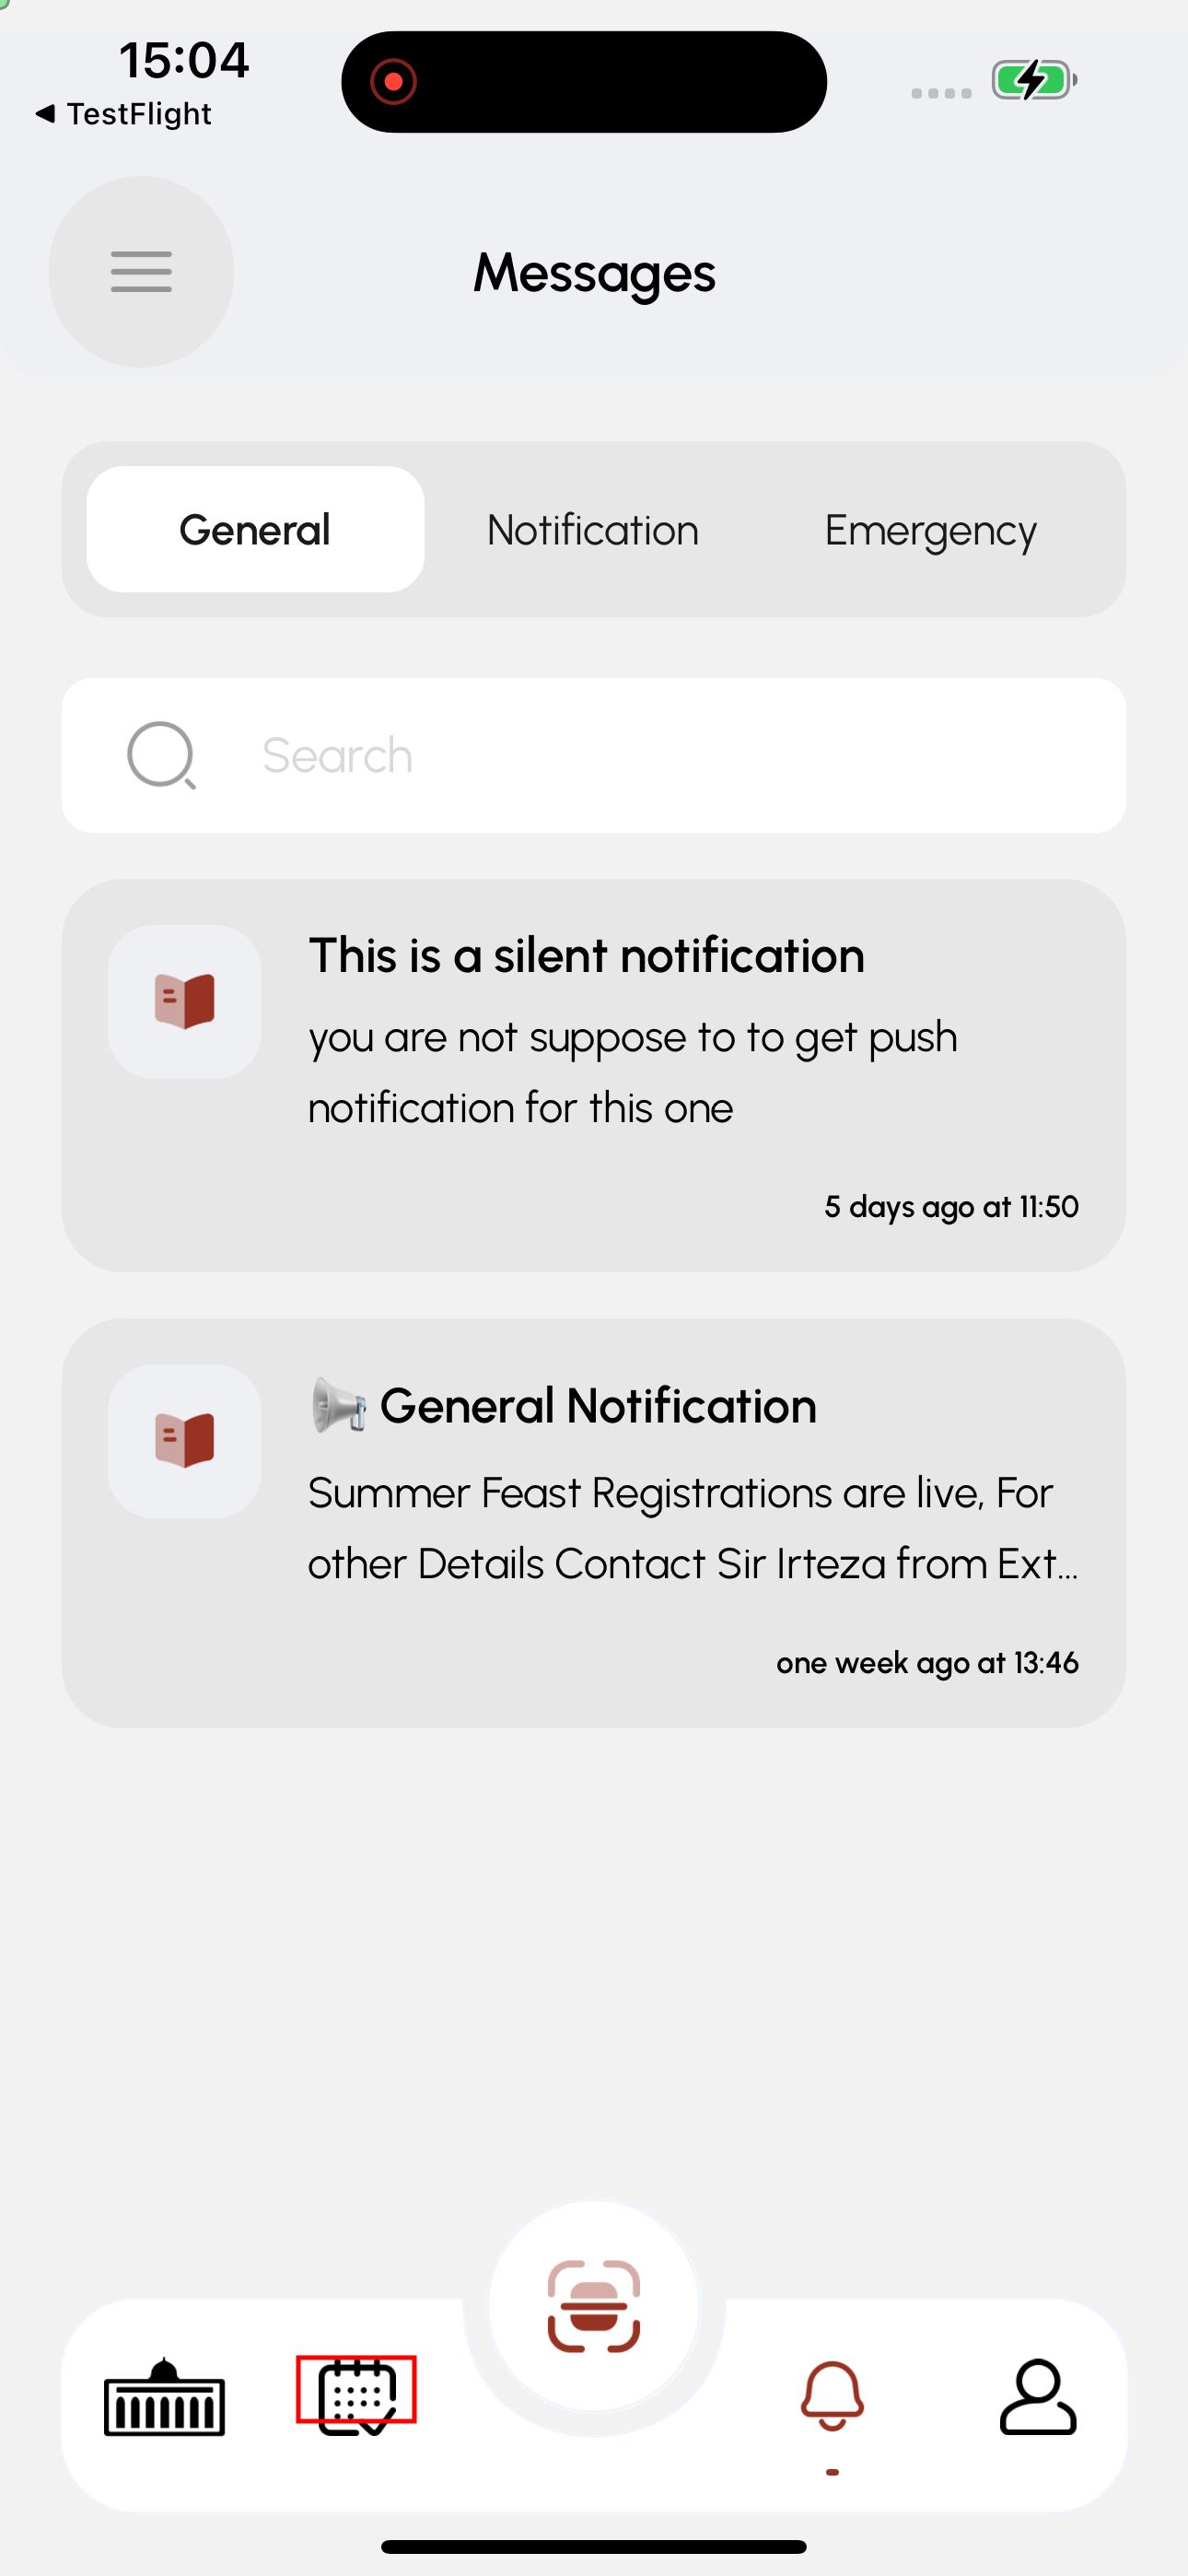 15:04
◀ TestFlight
Messages
General
Notification
Emergency
Search
This is a silent notification
you are not suppose to to get push
notification for this one
5 days ago at 11:50
📢 General Notification
Summer Feast Registrations are live, For
other Details Contact Sir Irteza from Ext...
one week ago at 13:46